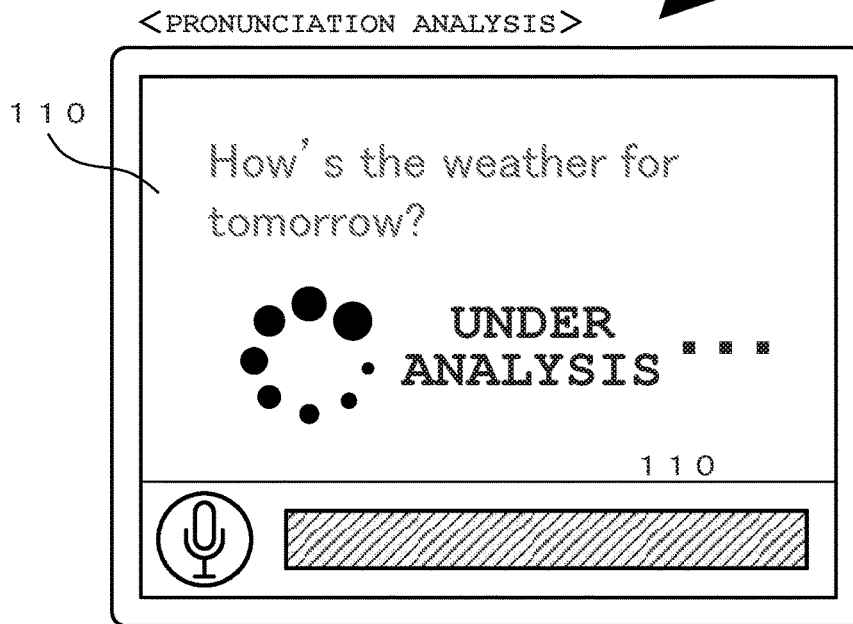 <PRONUNCIATION ANALYSIS>
110
How's the weather for
tomorrow?
UNDER
ANALYSIS ...
110